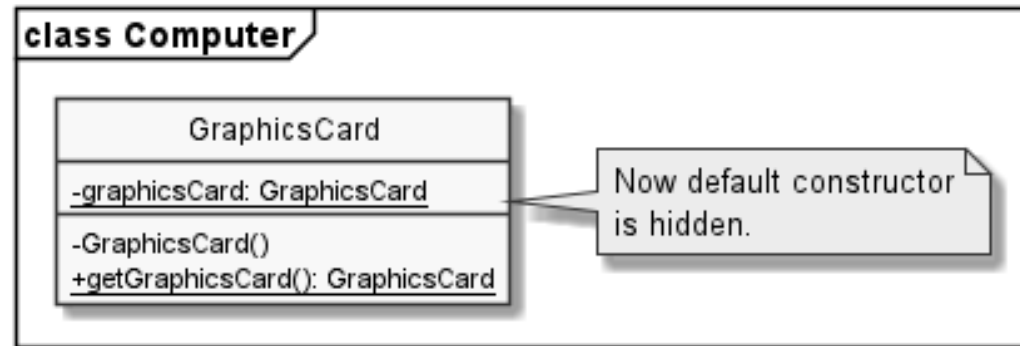 class Computer
GraphicsCard
-graphicsCard: GraphicsCard
-GraphicsCard()
+getGraphicsCard(): GraphicsCard
Now default constructor
is hidden.